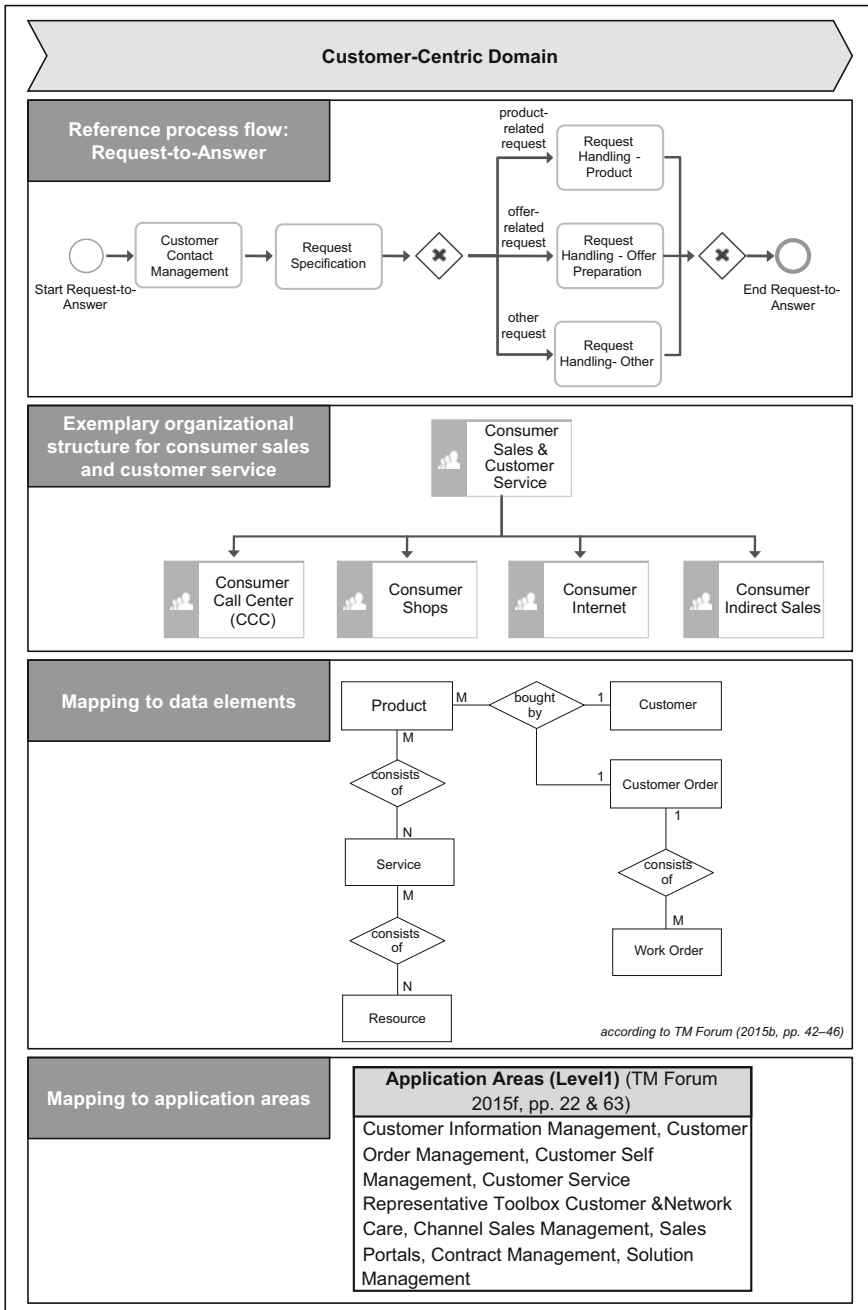 Customer-Centric Domain
Reference process flow:
Request-to-Answer
product-
related
request
Request
Handling -
Product
Start Request-to-
Answer
Customer
Contact
Management
Request
Specification
offer-
related
request
Request
Handling - Offer
Preparation
End Request-to-
Answer
other
request
Request
Handling- Other
Exemplary organizational
structure for consumer sales
and customer service
Consumer
Sales &
Customer
Service
Consumer
Call Center
(CCC)
Consumer
Shops
Consumer
Internet
Consumer
Indirect Sales
Mapping to data elements
Product
M
bought
by
1
Customer
M
consists
of
N
1
Customer Order
1
Service
M
consists
of
N
consists
of
M
Work Order
Resource
according to TM Forum (2015b, pp. 42–46)
Mapping to application areas
Application Areas (Level1) (TM Forum
2015f, pp. 22 & 63)
Customer Information Management, Customer
Order Management, Customer Self
Management, Customer Service
Representative Toolbox Customer &Network
Care, Channel Sales Management, Sales
Portals, Contract Management, Solution
Management